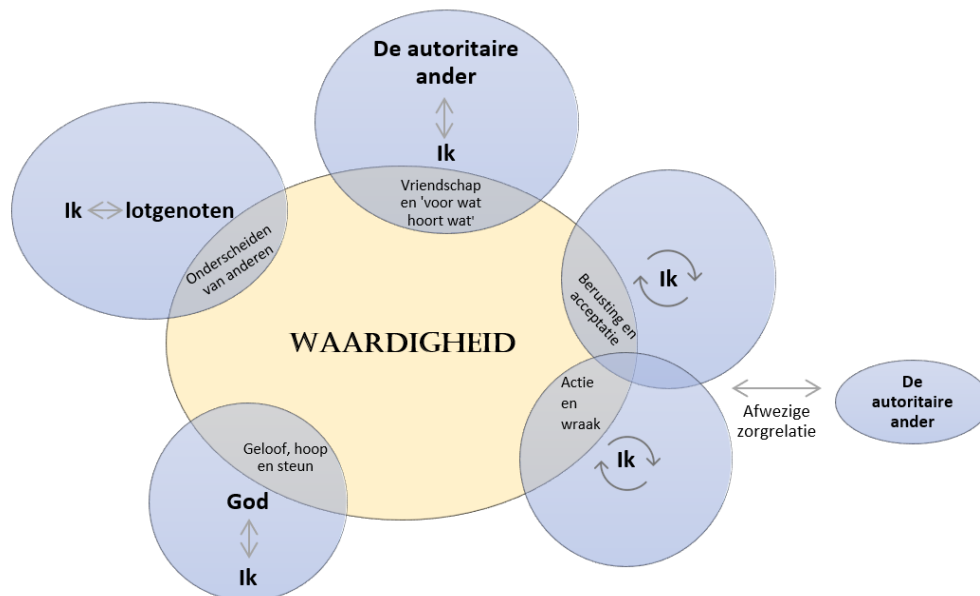 De autoritaire
ander
Ik
Vriendschap
en 'voor wat
hoort wat'
Ik lotgenoten
Onderscheiden
van anderen
Ik
Berusting en
acceptatie
WAARDIGHEID
Actie
en
wraak
Ik
Afwezige
zorgrelatie
De
autoritaire
ander
Geloof, hoop
en steun
God
Ik